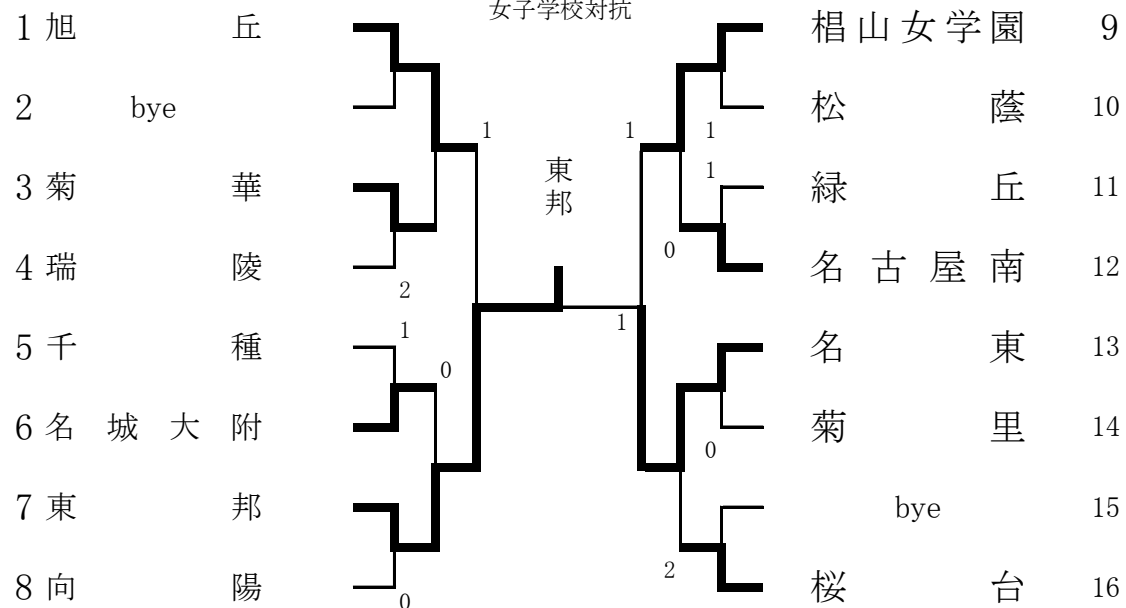 女子学校対抗
1 旭 丘
2 bye
3 菊 華
4 瑞 陵
5 千 種
6 名 城 大 附
7 東 邦
8 向 陽
1
2
1
0
0
東邦
1
1
1
1
0
0
2
椙山女学園 9
松 蔭 10
緑 丘 11
名 古 屋 南 12
名 東 13
菊 里 14
bye 15
桜 台 16